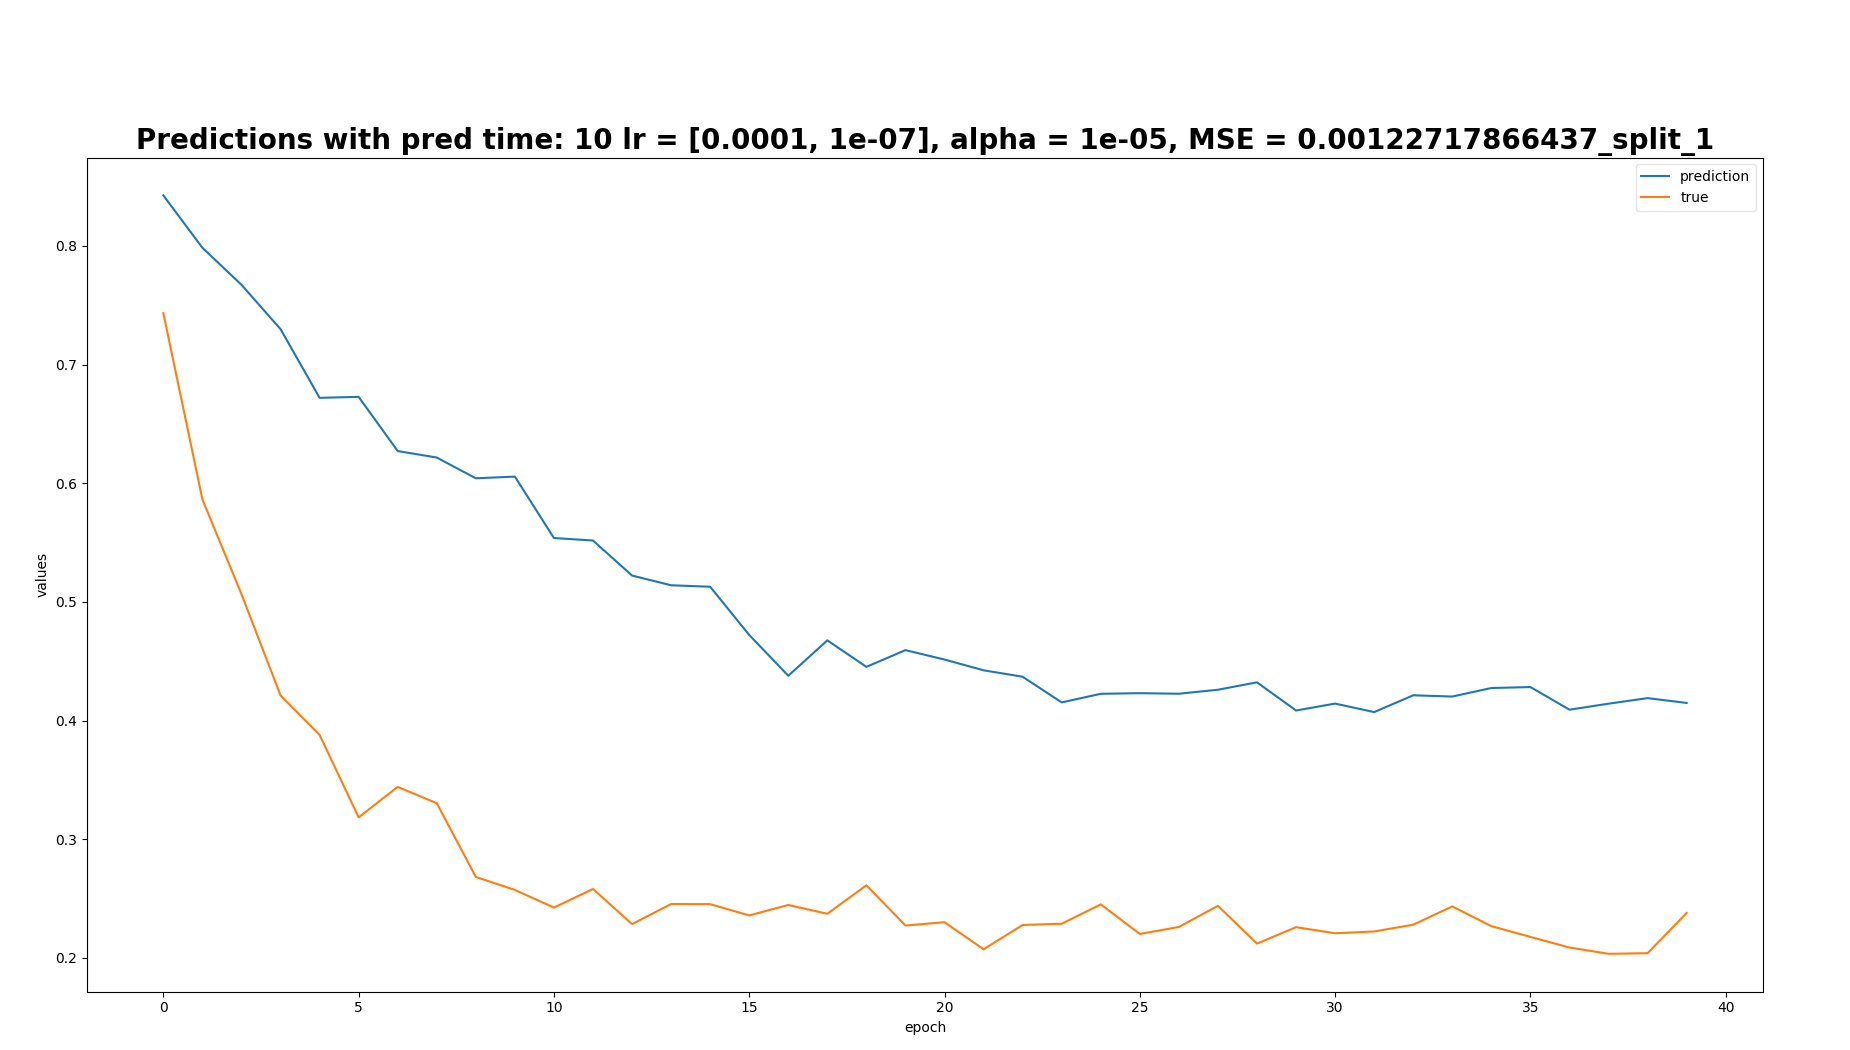 Predictions with pred time: 10 lr = [0.0001, 1e-07], alpha = 1e-05, MSE = 0.00122717866437_split_1
prediction
true
values
0.8
0.7
0.6
0.5
0.4
0.3
0.2
0 5 10 15 20 25 30 35 40
epoch